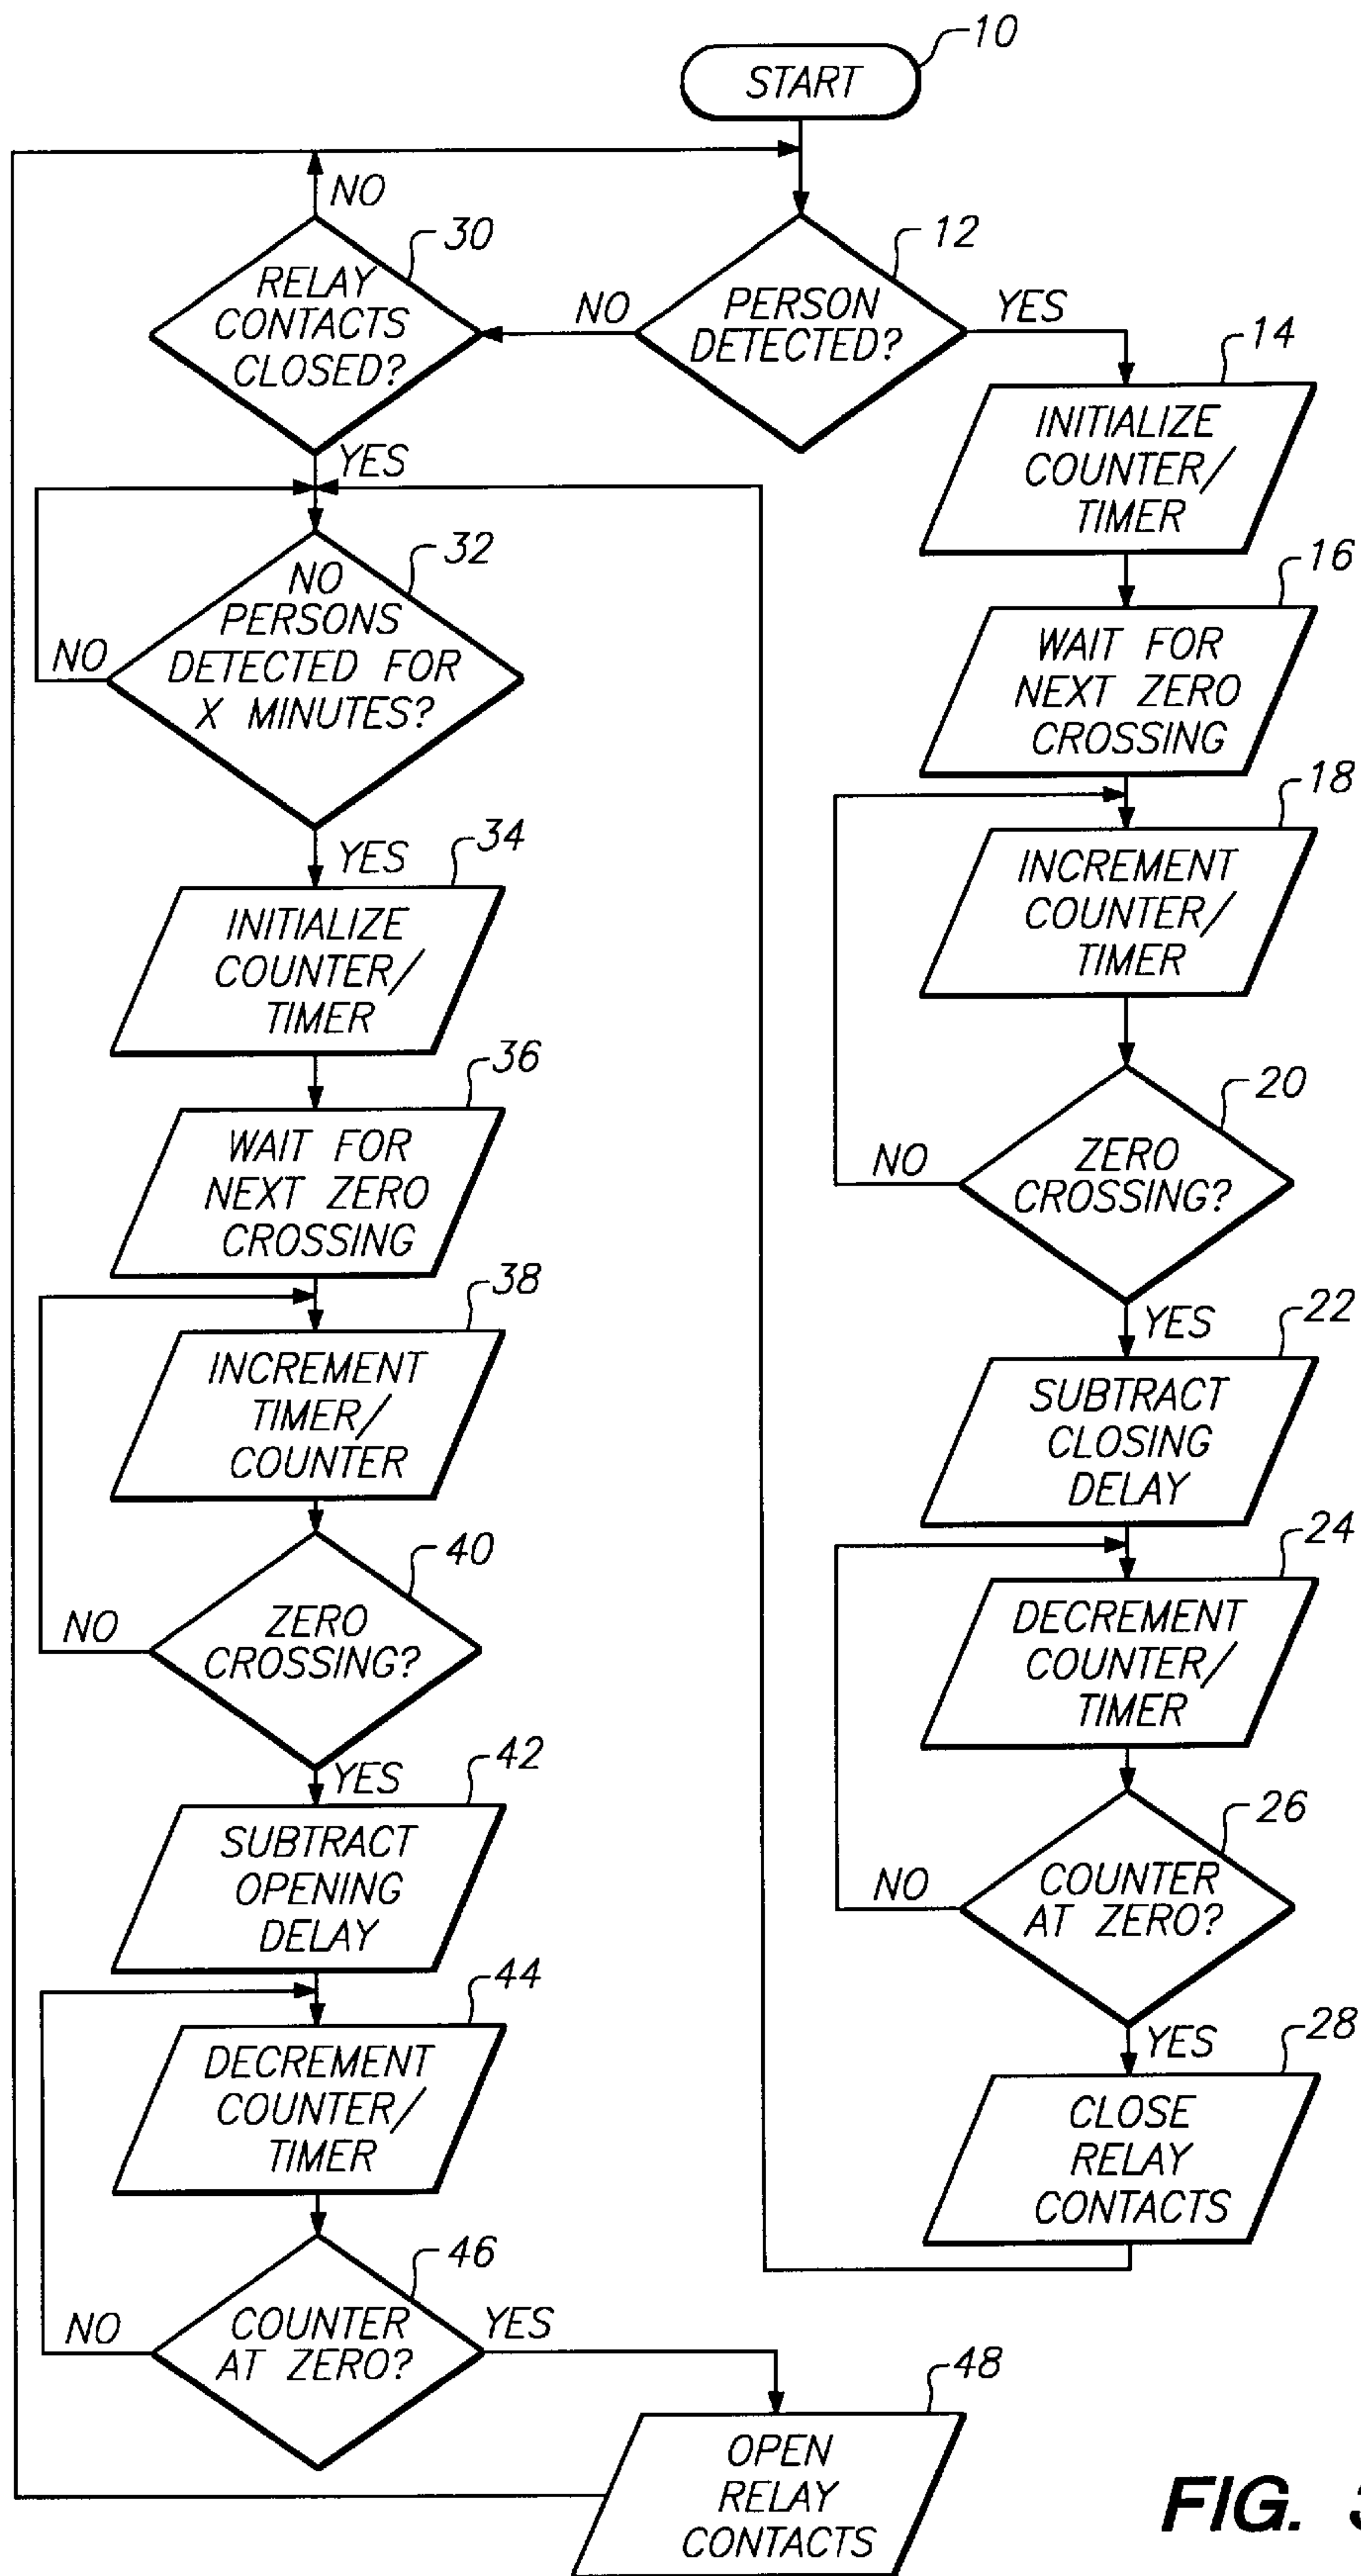 10
START
NO
30
RELAY
CONTACTS
CLOSED?
NO
12
PERSON
DETECTED?
YES
14
INITIALIZE
COUNTER/
TIMER
YES
32
NO
PERSONS
DETECTED FOR
X MINUTES?
NO
16
WAIT FOR
NEXT ZERO
CROSSING
18
INCREMENT
COUNTER/
TIMER
YES
34
INITIALIZE
COUNTER/
TIMER
36
WAIT FOR
NEXT ZERO
CROSSING
20
ZERO
CROSSING?
NO
YES
38
INCREMENT
TIMER/
COUNTER
22
SUBTRACT
CLOSING
DELAY
40
ZERO
CROSSING?
NO
YES
24
DECREMENT
COUNTER/
TIMER
42
SUBTRACT
OPENING
DELAY
26
COUNTER
AT ZERO?
NO
YES
44
DECREMENT
COUNTER/
TIMER
28
CLOSE
RELAY
CONTACTS
46
COUNTER
AT ZERO?
NO
YES
48
OPEN
RELAY
CONTACTS
FIG. 3